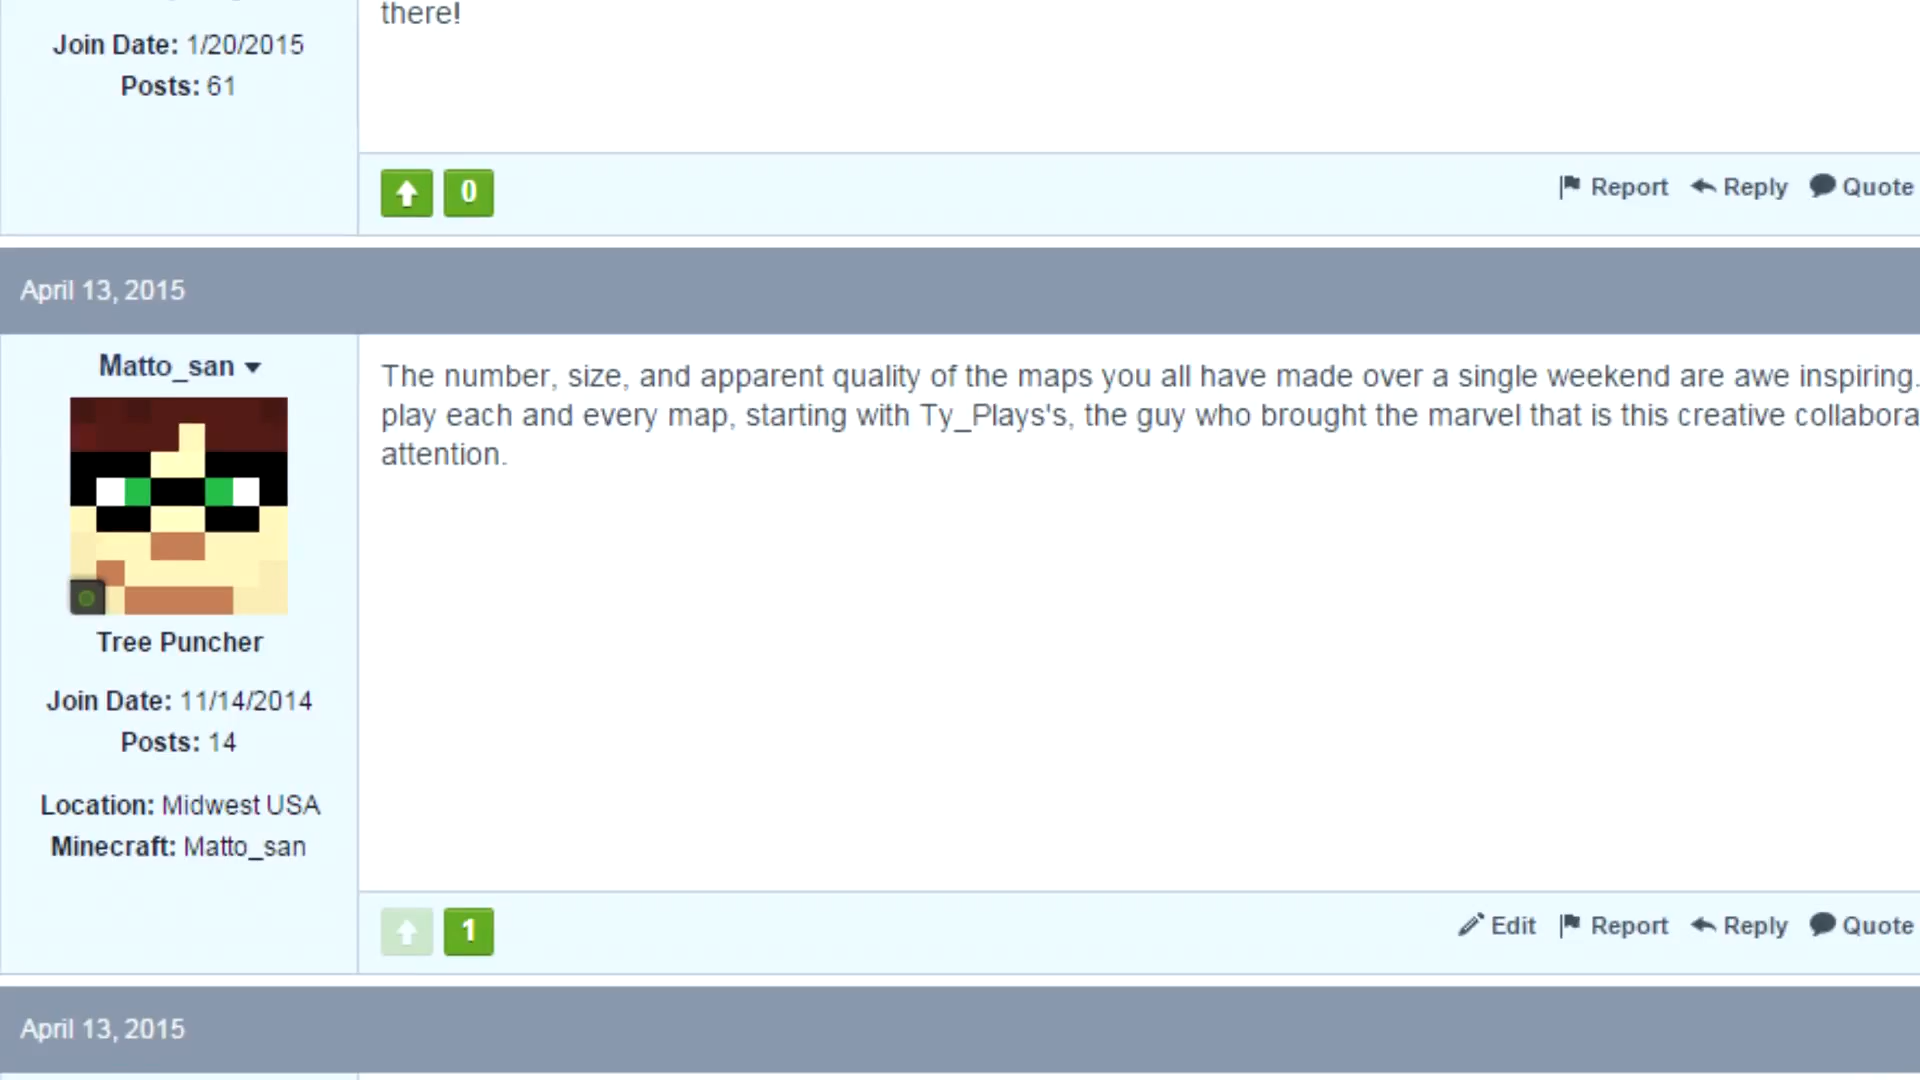 there!
Join Date: 1/20/2015
Posts: 61
0
Report Reply Quote
April 13, 2015
Matto_san
The number, size, and apparent quality of the maps you all have made over a single weekend are awe inspiring.
play each and every map, starting with Ty_Plays's, the guy who brought the marvel that is this creative collabora
attention.
Tree Puncher
Join Date: 11/14/2014
Posts: 14
Location: Midwest USA
Minecraft: Matto_san
1
Edit Report Reply Quote
April 13, 2015